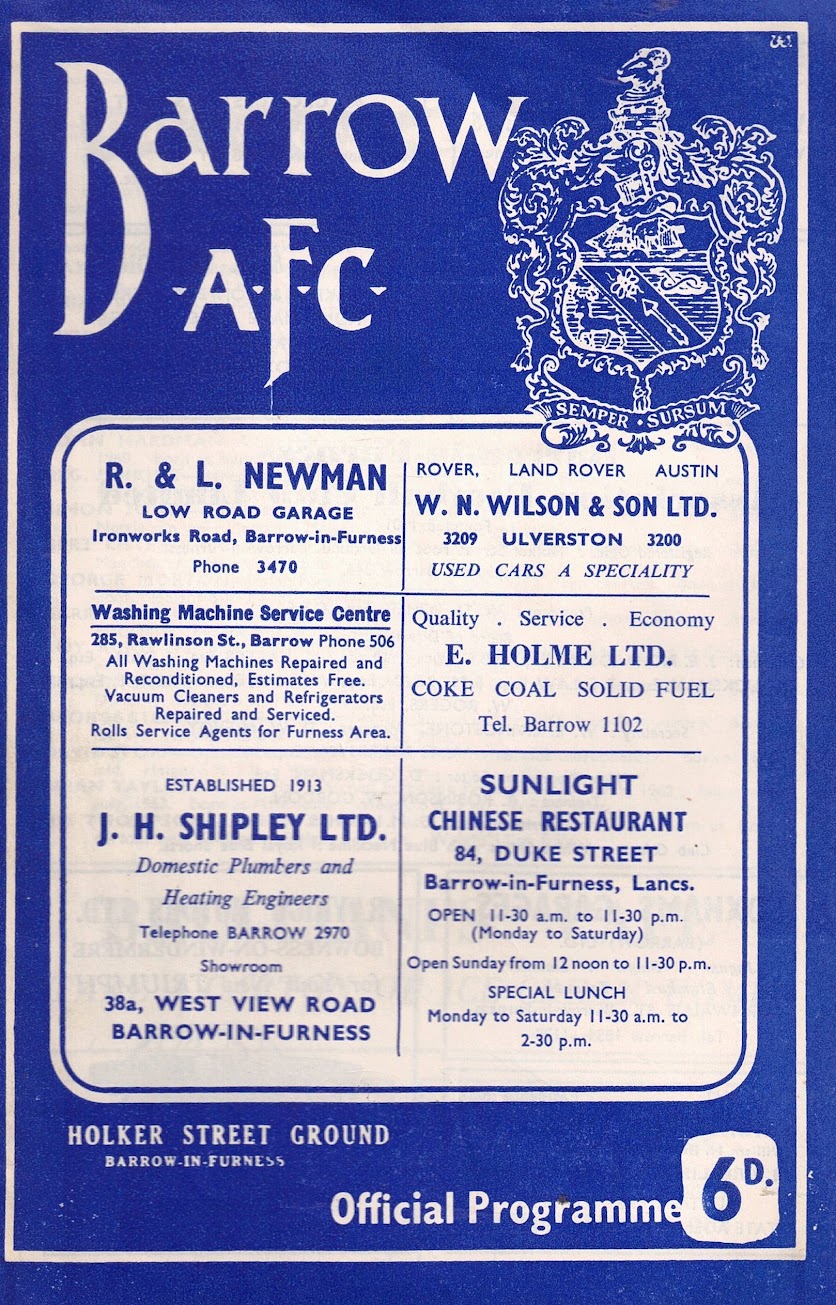 Barrow
A.F.C.
SEMPER · SURSUM
R. & L. NEWMAN
LOW ROAD GARAGE
Ironworks Road, Barrow-in-Furness
Phone 3470
ROVER, LAND ROVER AUSTIN
W. N. WILSON & SON LTD.
3209 ULVERSTON 3200
USED CARS A SPECIALITY
Washing Machine Service Centre
285, Rawlinson St., Barrow Phone 506
All Washing Machines Repaired and
Reconditioned, Estimates Free.
Vacuum Cleaners and Refrigerators
Repaired and Serviced.
Rolls Service Agents for Furness Area.
Quality . Service . Economy
E. HOLME LTD.
COKE COAL SOLID FUEL
Tel. Barrow 1102
ESTABLISHED 1913
J. H. SHIPLEY LTD.
Domestic Plumbers and
Heating Engineers
Telephone BARROW 2970
Showroom
38a, WEST VIEW ROAD
BARROW-IN-FURNESS
SUNLIGHT
CHINESE RESTAURANT
84, DUKE STREET
Barrow-in-Furness, Lancs.
OPEN 11-30 a.m. to 11-30 p.m.
(Monday to Saturday)
Open Sunday from 12 noon to 11-30 p.m.
SPECIAL LUNCH
Monday to Saturday 11-30 a.m. to
2-30 p.m.
HOLKER STREET GROUND
BARROW-IN-FURNESS
Official Programme
6D.